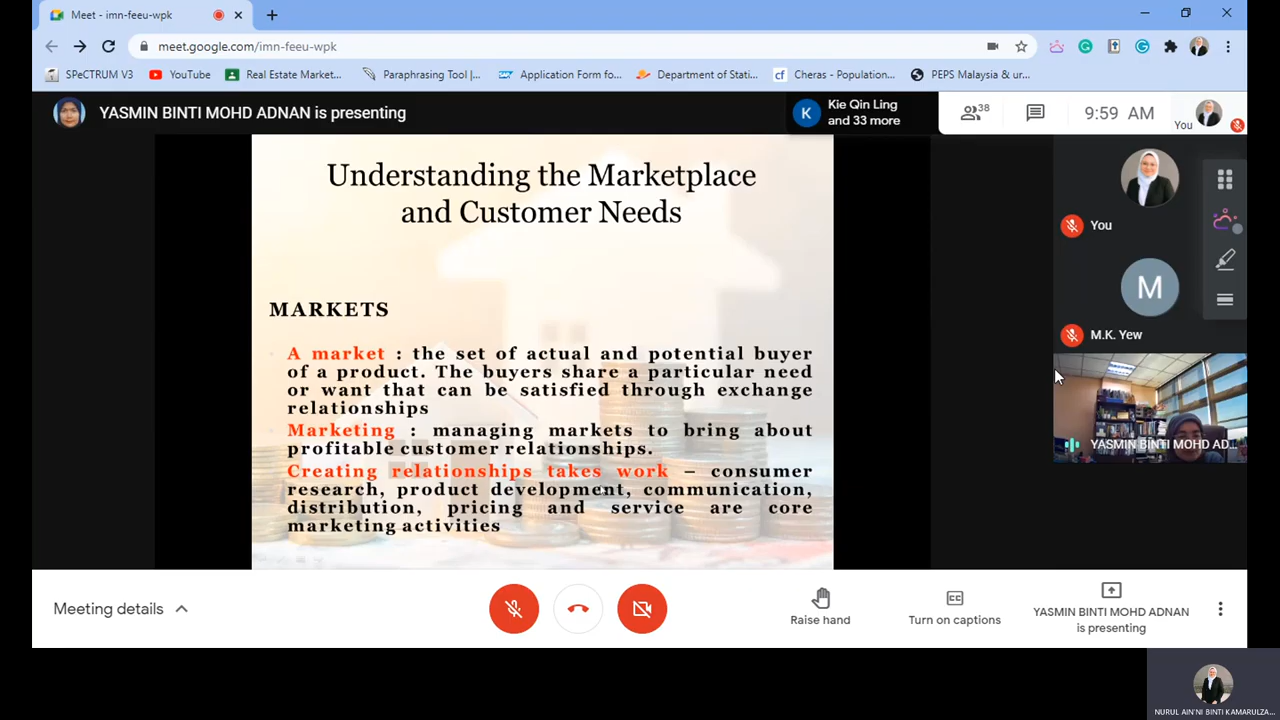 Meet - imn-feeu-wpk
meet.google.com/imn-feeu-wpk
SPeCTRUM V3
YouTube
Real Estate Market...
Paraphrasing Tool |...
Application Form fo...
Department of Stati...
Cheras - Population...
PEPS Malaysia & ur...
YASMIN BINTI MOHD ADNAN is presenting
K
Kie Qin Ling
and 33 more
38
9:59 AM
You
Understanding the Marketplace
and Customer Needs
MARKETS
A market : the set of actual and potential buyer
of a product. The buyers share a particular need
or want that can be satisfied through exchange
relationships
Marketing : managing markets to bring about
profitable customer relationships.
Creating relationships takes work – consumer
research, product development, communication,
distribution, pricing and service are core
marketing activities
You
M
M.K. Yew
YASMIN BINTI MOHD AD...
Meeting details
Raise hand
CC
Turn on captions
YASMIN BINTI MOHD ADNAN
is presenting
NURUL AIN'NI BINTI KAMARULZA...